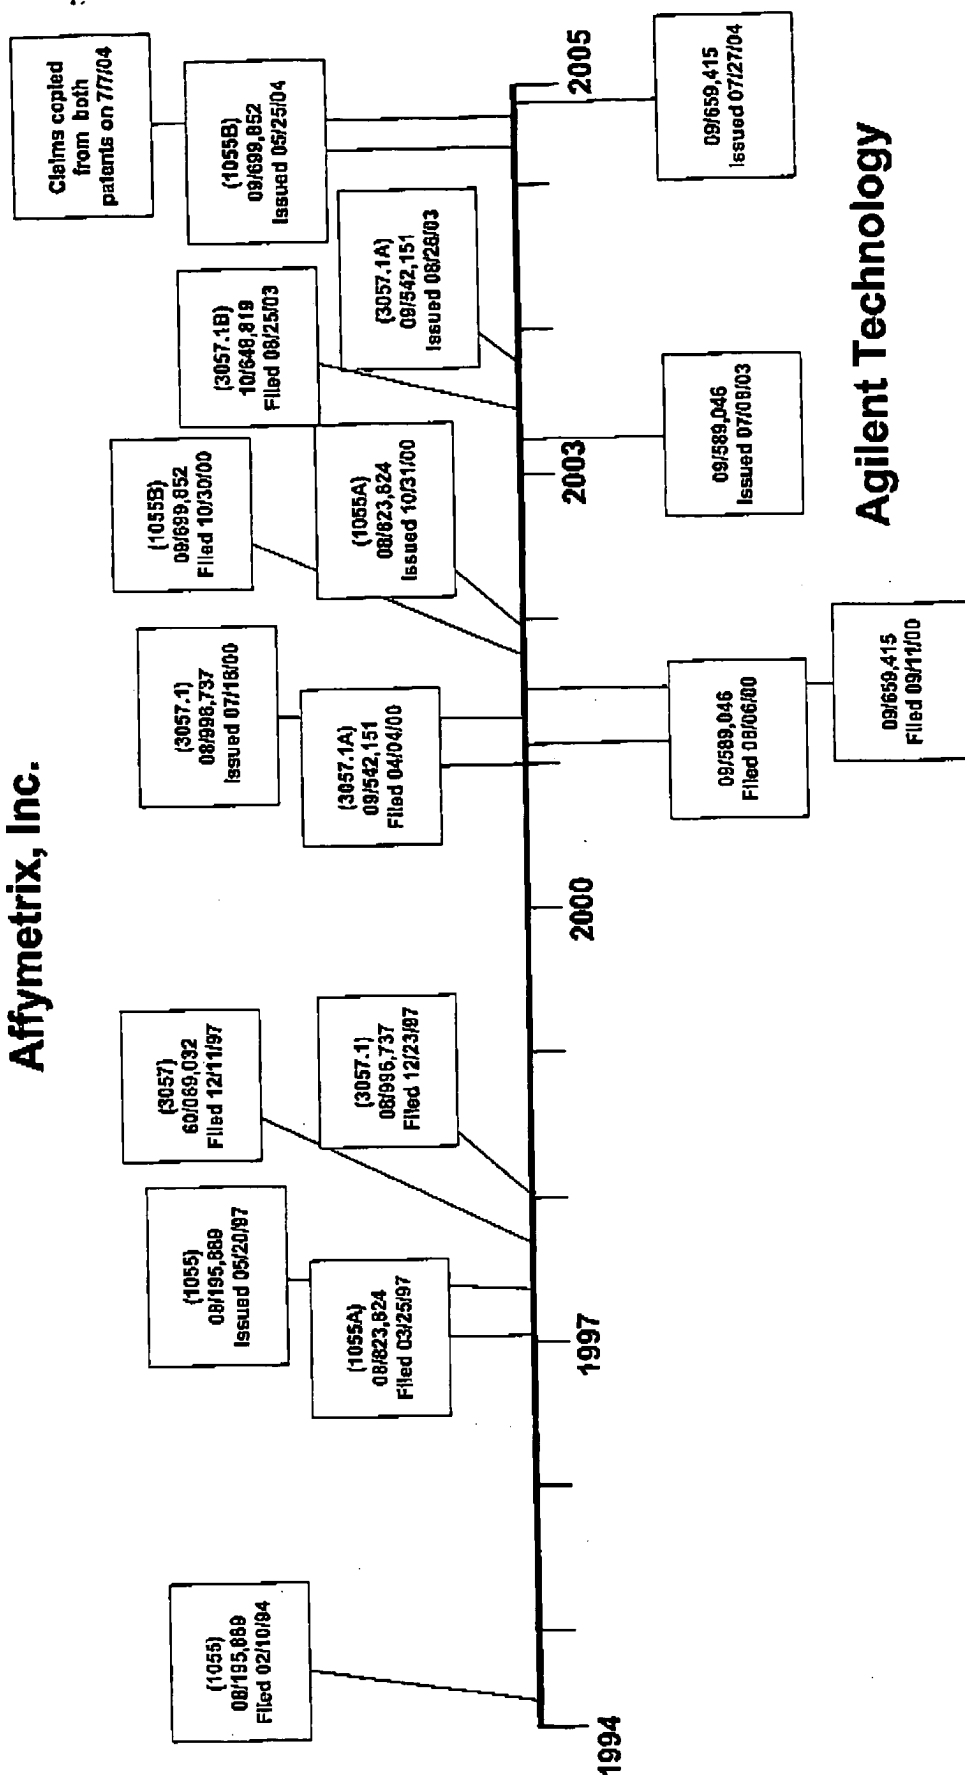 Affymetrix, Inc.
(1055)
08/195,889
Filed 02/10/94
(1055)
08/195,889
Issued 05/20/97
(1055A)
08/823,824
Filed 03/25/97
(3057)
60/069,032
Filed 12/11/97
(3057.1)
08/996,737
Filed 12/23/97
(3057.1)
08/996,737
Issued 07/18/00
(3057.1A)
09/542,151
Filed 04/04/00
(1055B)
09/699,852
Filed 10/30/00
(1055A)
08/823,824
Issued 10/31/00
(3057.1B)
10/648,819
Filed 08/25/03
(3057.1A)
09/542,151
Issued 08/26/03
(1055B)
09/699,852
Issued 05/25/04
Claims copied
from both
patents on 7/7/04
1994
1997
2000
2003
2005
09/589,046
Filed 06/06/00
09/659,415
Filed 09/11/00
09/589,046
Issued 07/08/03
09/659,415
Issued 07/27/04
Agilent Technology